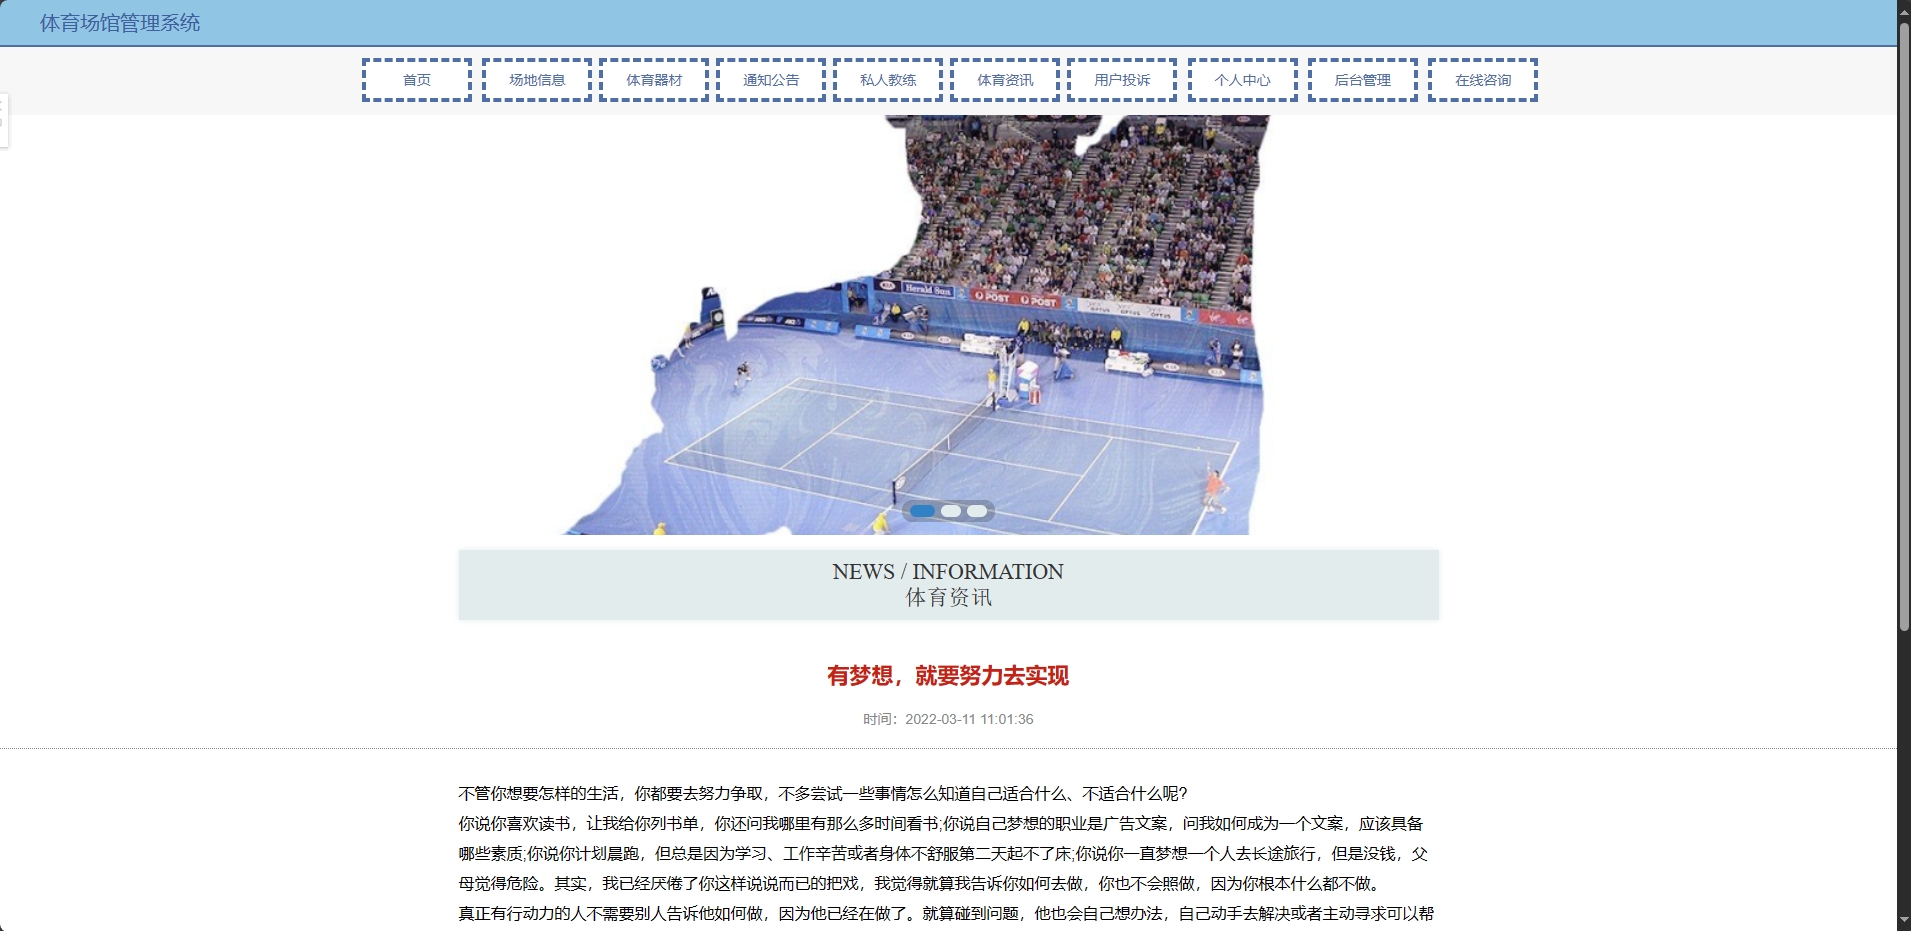 体育场馆管理系统
首页 场地信息 体育器材 通知公告 私人教练 体育资讯 用户投诉 个人中心 后台管理 在线咨询
Herald Sun
POST POST
NEWS / INFORMATION
体育资讯
有梦想，就要努力去实现
时间：2022-03-11 11:01:36
不管你想要怎样的生活，你都要去努力争取，不多尝试一些事情怎么知道自己适合什么、不适合什么呢?
你说你喜欢读书，让我给你列书单，你还问我哪里有那么多时间看书;你说自己梦想的职业是广告文案，问我如何成为一个文案，应该具备
哪些素质;你说你计划晨跑，但总是因为学习、工作辛苦或者身体不舒服第二天起不了床;你说你一直梦想一个人去长途旅行，但是没钱，父
母觉得危险。其实，我已经厌倦了你这样说说而已的把戏，我觉得就算我告诉你如何去做，你也不会照做，因为你根本什么都不做。
真正有行动力的人不需要别人告诉他如何做，因为他已经在做了。就算碰到问题，他也会自己想办法，自己动手去解决或者主动寻求可以帮